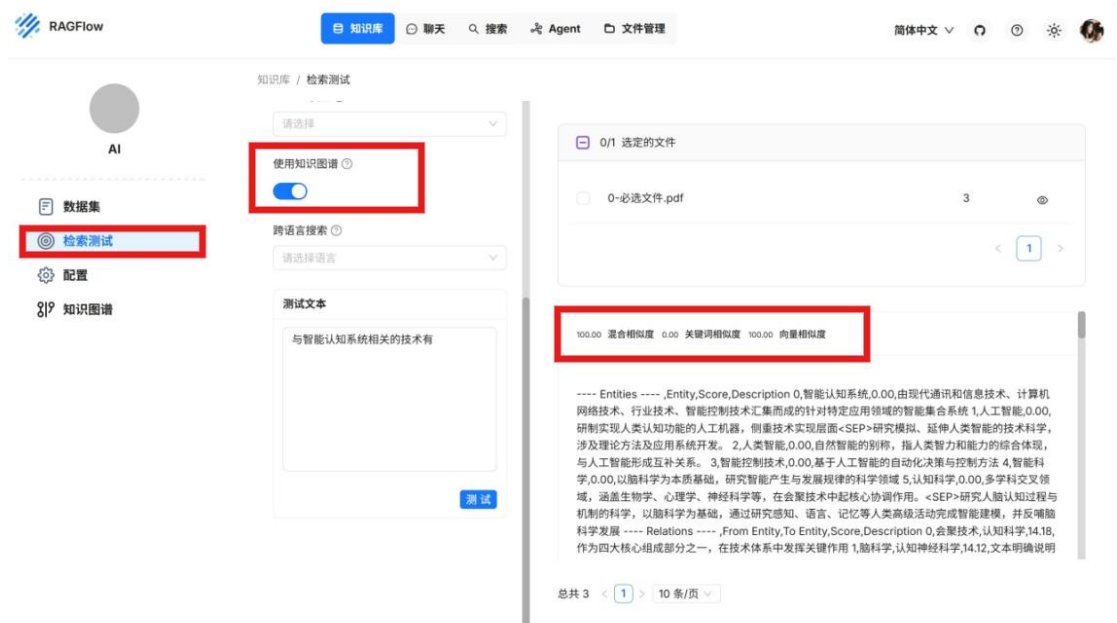 RAGFlow
知识库
聊天
搜索
Agent
文件管理
简体中文
AI
数据集
检索测试
配置
知识图谱
知识库 / 检索测试
请选择
使用知识图谱
跨语言搜索
请选择语言
测试文本
与智能认知系统相关的技术有
测试
0/1 选定的文件
0-必选文件.pdf 3
< 1 >
100.00 混合相似度 0.00 关键词相似度 100.00 向量相似度
---- Entities ---- ,Entity,Score,Description 0,智能认知系统,0.00,由现代通讯和信息技术、计算机
网络技术、行业技术、智能控制技术汇集而成的针对特定应用领域的智能集合系统 1,人工智能,0.00,
研制实现人类认知功能的人工机器，侧重技术实现层面<SEP>研究模拟、延伸人类智能的技术科学，
涉及理论方法及应用系统开发。 2,人类智能,0.00,自然智能的别称，指人类智力和能力的综合体现，
与人工智能形成互补关系。 3,智能控制技术,0.00,基于人工智能的自动化决策与控制方法 4,智能科
学,0.00,以脑科学为本质基础，研究智能产生与发展规律的科学领域 5,认知科学,0.00,多学科交叉领
域，涵盖生物学、心理学、神经科学等，在会聚技术中起核心协调作用。<SEP>研究人脑认知过程与
机制的科学，以脑科学为基础，通过研究感知、语言、记忆等人类高级活动完成智能建模，并反哺脑
科学发展 ---- Relations ---- ,From Entity,To Entity,Score,Description 0,会聚技术,认知科学,14.18,
作为四大核心组成部分之一，在技术体系中发挥关键作用 1,脑科学,认知神经科学,14.12,文本明确说明
总共 3 < 1 > 10 条/页